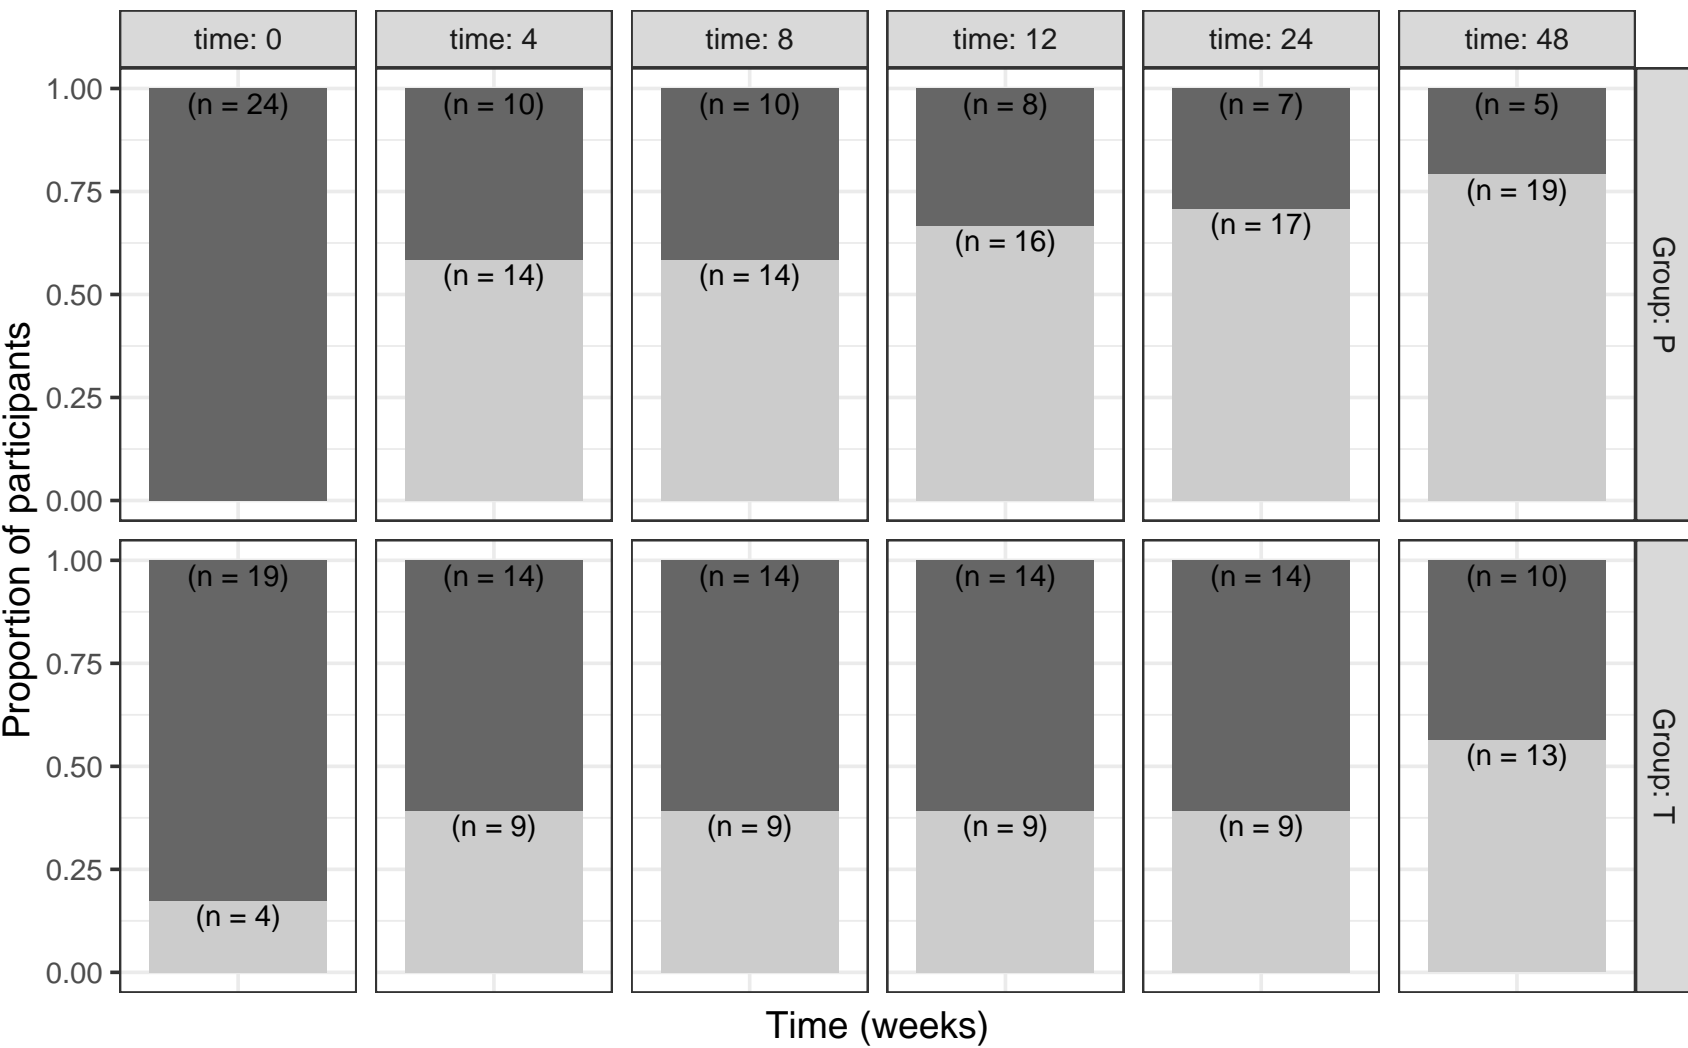 time: 0
time: 4
time: 8
time: 12
time: 24
time: 48
Proportion of participants
1.00
0.75
0.50
0.25
0.00
(n = 24)
(n = 10)
(n = 14)
(n = 10)
(n = 14)
(n = 8)
(n = 16)
(n = 7)
(n = 17)
(n = 5)
(n = 19)
Group: P
1.00
0.75
0.50
0.25
0.00
(n = 19)
(n = 4)
(n = 14)
(n = 9)
(n = 14)
(n = 9)
(n = 14)
(n = 9)
(n = 14)
(n = 9)
(n = 10)
(n = 13)
Group: T
Time (weeks)